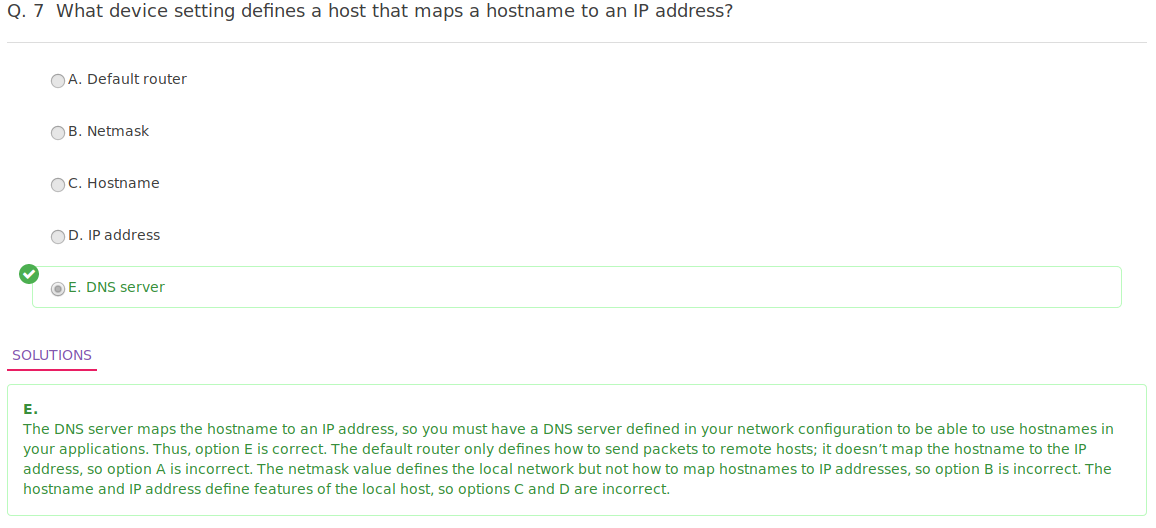 Q. 7  What device setting defines a host that maps a hostname to an IP address?
A. Default router
B. Netmask
C. Hostname
D. IP address
E. DNS server
SOLUTIONS
E.
The DNS server maps the hostname to an IP address, so you must have a DNS server defined in your network configuration to be able to use hostnames in
your applications. Thus, option E is correct. The default router only defines how to send packets to remote hosts; it doesn’t map the hostname to the IP
address, so option A is incorrect. The netmask value defines the local network but not how to map hostnames to IP addresses, so option B is incorrect. The
hostname and IP address define features of the local host, so options C and D are incorrect.